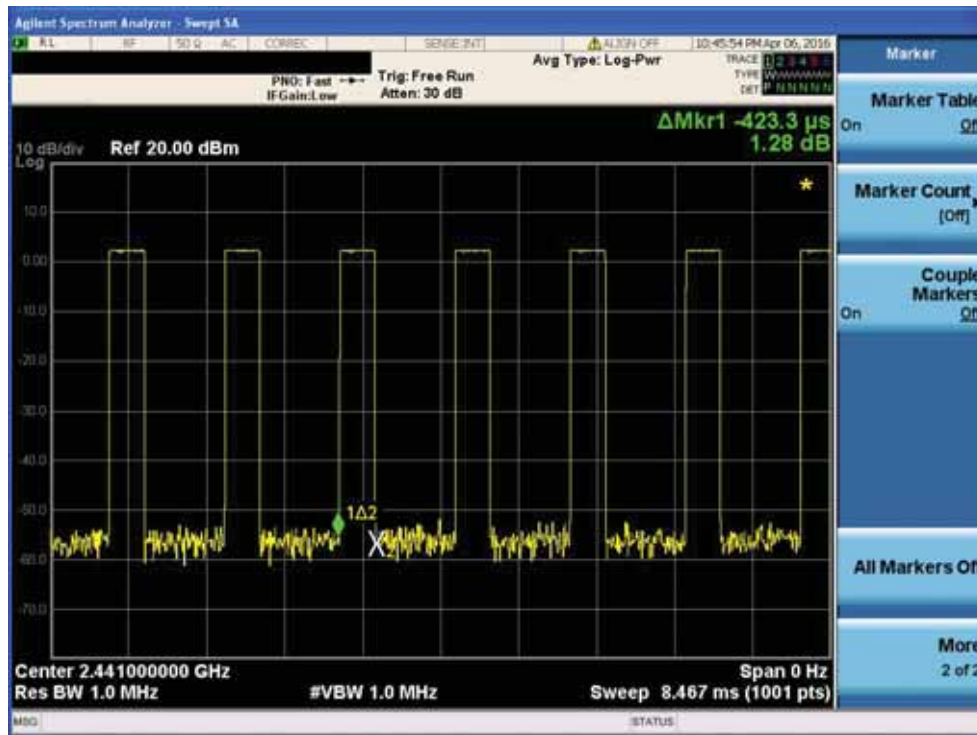 Agilent Spectrum Analyzer - Swept SA
RL RF 50 Ω AC CORREC SENSE:INT ALIGN OFF 10:45:54 PM Apr 06, 2016
Avg Type: Log-Pwr TRACE 1 2 3 4 5 6
PNO: Fast Trig: Free Run TYPE W
IFGain:Low Atten: 30 dB DET P N N N N N
ΔMkr1 -423.3 µs
1.28 dB
10 dB/div Ref 20.00 dBm
Log
10.0
0.00
-10.0
-20.0
-30.0
-40.0
-50.0
-60.0
-70.0
1Δ2
X
*
Center 2.441000000 GHz Span 0 Hz
Res BW 1.0 MHz #VBW 1.0 MHz Sweep 8.467 ms (1001 pts)
MSG STATUS
Marker
Marker Table
On Off
Marker Count
[Off]
Couple
Markers
On Off
All Markers Off
More
2 of 2